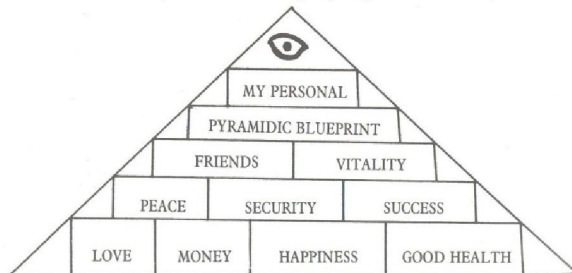 MY PERSONAL
PYRAMIDIC BLUEPRINT
FRIENDS VITALITY
PEACE SECURITY SUCCESS
LOVE MONEY HAPPINESS GOOD HEALTH